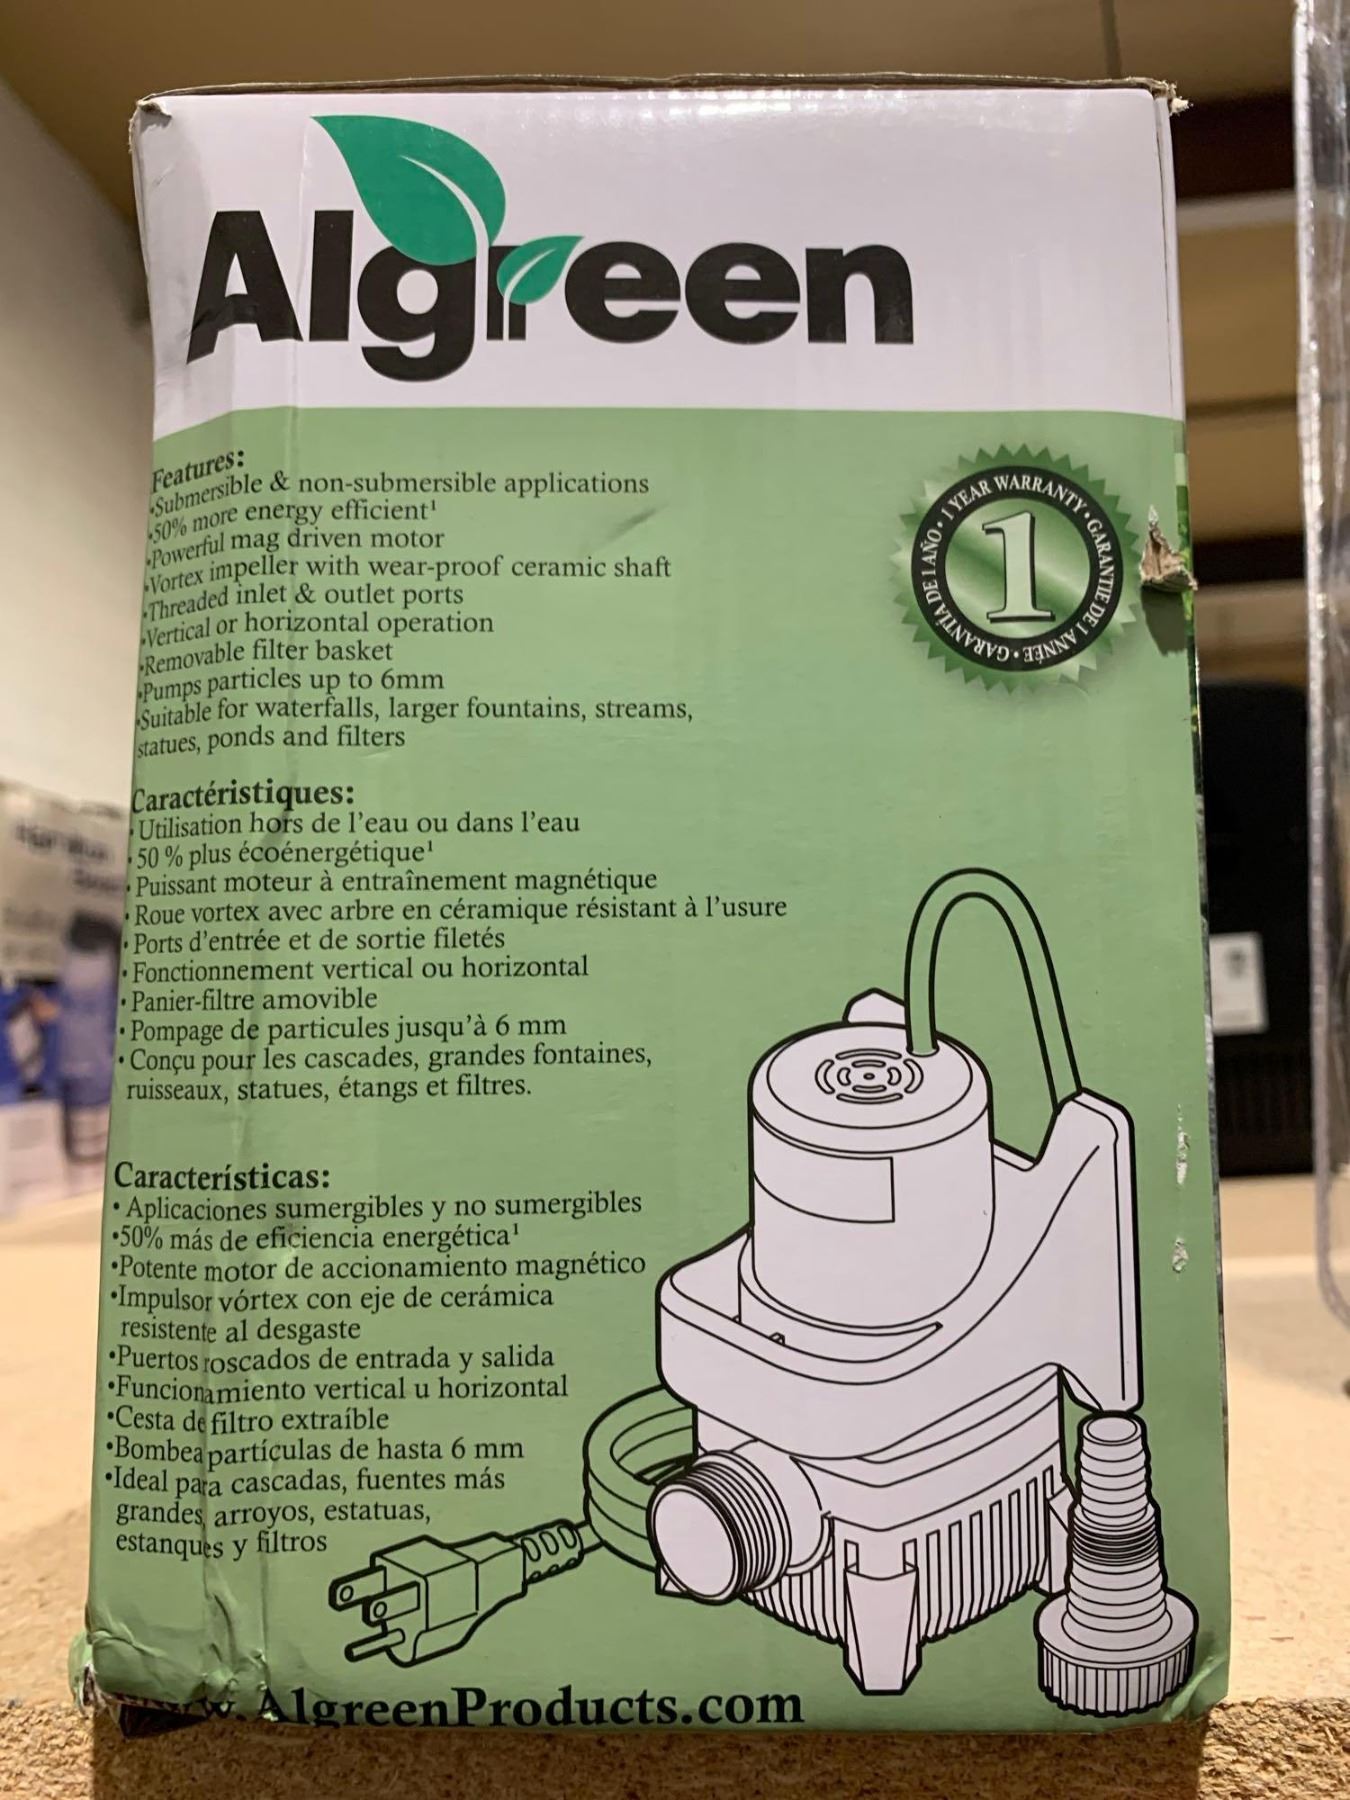 Algreen
Features:
•Submersible & non-submersible applications
•50% more energy efficient¹
•Powerful mag driven motor
•Vortex impeller with wear-proof ceramic shaft
•Threaded inlet & outlet ports
•Vertical or horizontal operation
•Removable filter basket
•Pumps particles up to 6mm
•Suitable for waterfalls, larger fountains, streams,
statues, ponds and filters
1 YEAR WARRANTY • GARANTIE DE 1 ANNÉE • GARANTÍA DE 1 AÑO •
1
Caractéristiques:
• Utilisation hors de l'eau ou dans l'eau
• 50 % plus écoénergétique¹
• Puissant moteur à entraînement magnétique
• Roue vortex avec arbre en céramique résistant à l'usure
• Ports d'entrée et de sortie filetés
• Fonctionnement vertical ou horizontal
• Panier-filtre amovible
• Pompage de particules jusqu'à 6 mm
• Conçu pour les cascades, grandes fontaines,
ruisseaux, statues, étangs et filtres.
Características:
• Aplicaciones sumergibles y no sumergibles
•50% más de eficiencia energética¹
•Potente motor de accionamiento magnético
•Impulsor vórtex con eje de cerámica
resistente al desgaste
•Puertos roscados de entrada y salida
•Funcionamiento vertical u horizontal
•Cesta de filtro extraíble
•Bombea partículas de hasta 6 mm
•Ideal para cascadas, fuentes más
grandes, arroyos, estatuas,
estanques y filtros
www.AlgreenProducts.com